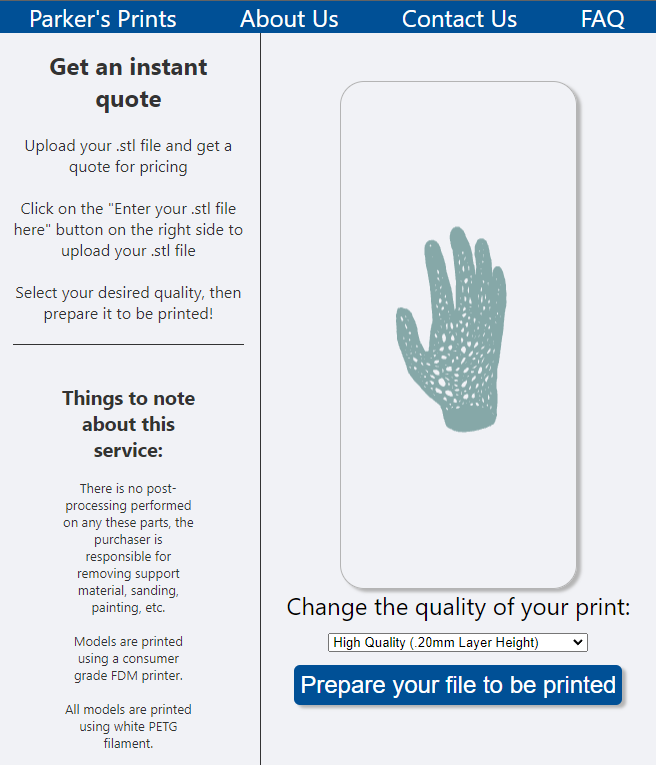 Parker's Prints About Us Contact Us FAQ
Get an instant
quote
Upload your .stl file and get a
quote for pricing
Click on the "Enter your .stl file
here" button on the right side to
upload your .stl file
Select your desired quality, then
prepare it to be printed!
Things to note
about this
service:
There is no post-
processing performed
on any these parts, the
purchaser is
responsible for
removing support
material, sanding,
painting, etc.
Models are printed
using a consumer
grade FDM printer.
All models are printed
using white PETG
filament.
Change the quality of your print:
High Quality (.20mm Layer Height)
Prepare your file to be printed